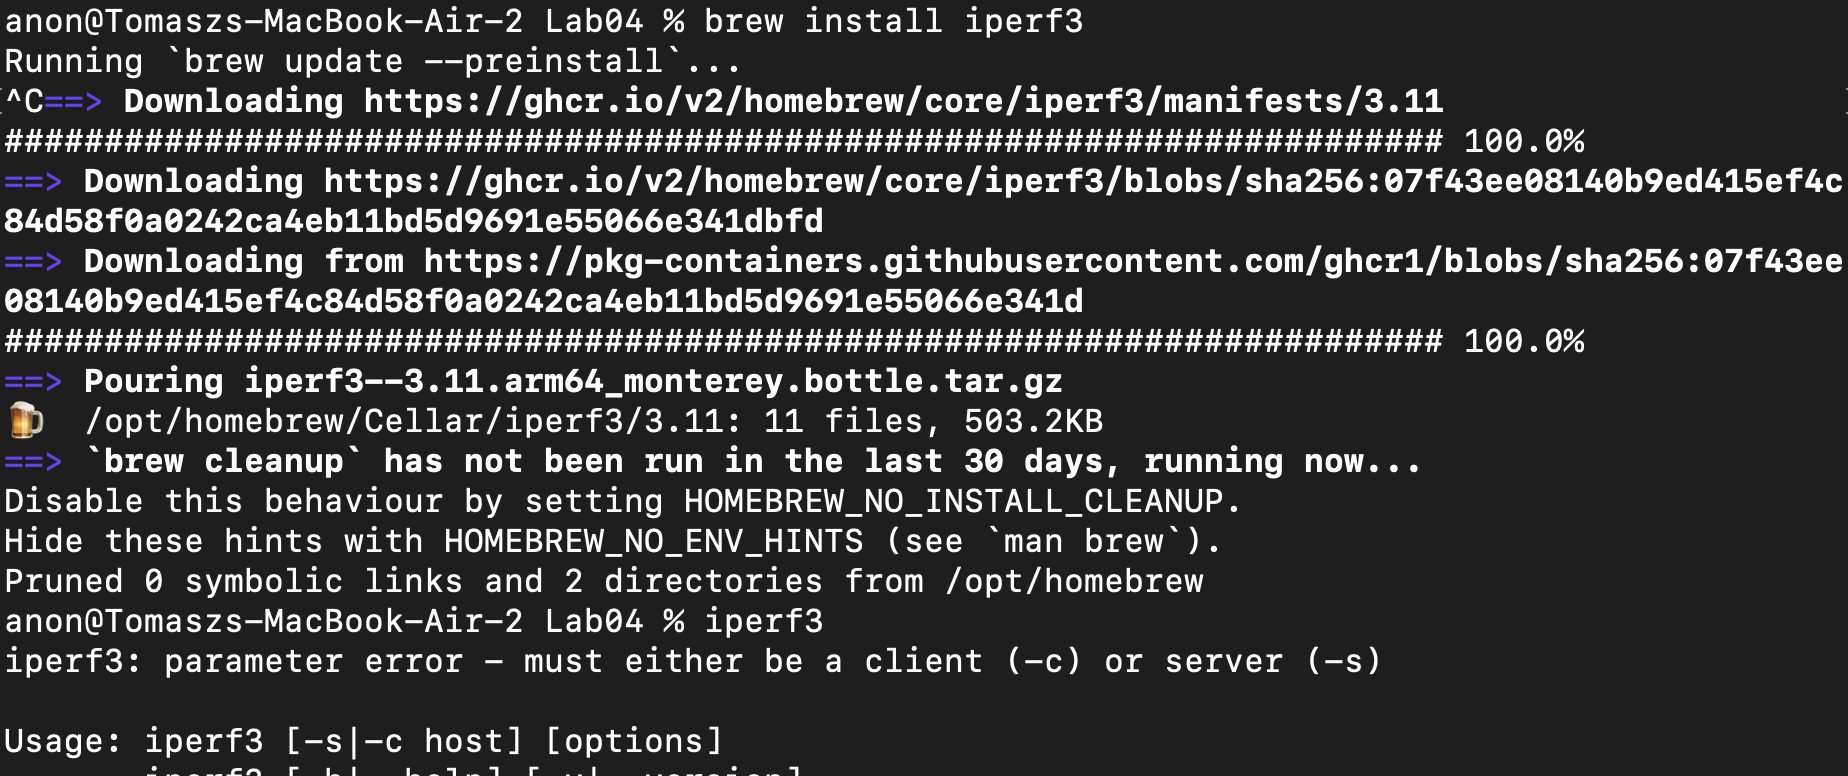 anon@Tomaszs-MacBook-Air-2 Lab04 % brew install iperf3
Running `brew update --preinstall`...
^C==> Downloading https://ghcr.io/v2/homebrew/core/iperf3/manifests/3.11
######################################################################## 100.0%
==> Downloading https://ghcr.io/v2/homebrew/core/iperf3/blobs/sha256:07f43ee08140b9ed415ef4c
84d58f0a0242ca4eb11bd5d9691e55066e341dbfd
==> Downloading from https://pkg-containers.githubusercontent.com/ghcr1/blobs/sha256:07f43ee
08140b9ed415ef4c84d58f0a0242ca4eb11bd5d9691e55066e341d
######################################################################## 100.0%
==> Pouring iperf3--3.11.arm64_monterey.bottle.tar.gz
🍺  /opt/homebrew/Cellar/iperf3/3.11: 11 files, 503.2KB
==> `brew cleanup` has not been run in the last 30 days, running now...
Disable this behaviour by setting HOMEBREW_NO_INSTALL_CLEANUP.
Hide these hints with HOMEBREW_NO_ENV_HINTS (see `man brew`).
Pruned 0 symbolic links and 2 directories from /opt/homebrew
anon@Tomaszs-MacBook-Air-2 Lab04 % iperf3
iperf3: parameter error - must either be a client (-c) or server (-s)
Usage: iperf3 [-s|-c host] [options]